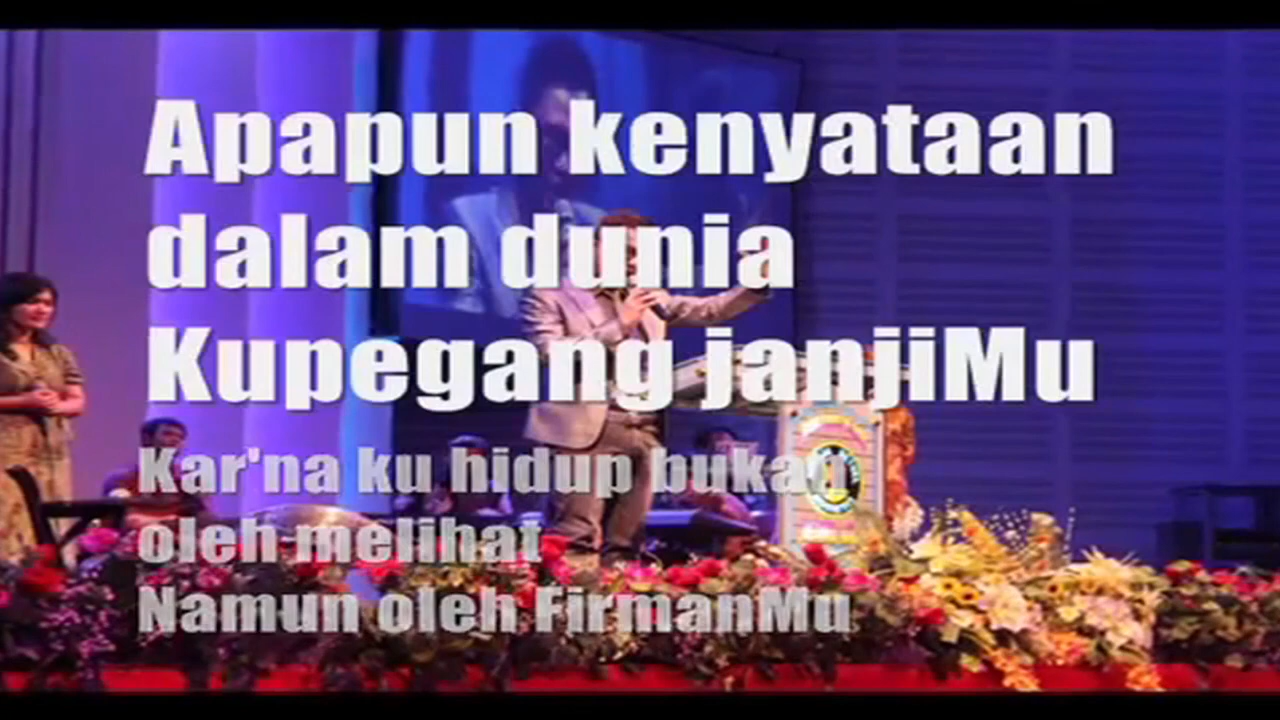 Apapun kenyataan
dalam dunia
Kupegang janjiMu
Kar'na ku hidup bukan
oleh melihat
Namun oleh FirmanMu